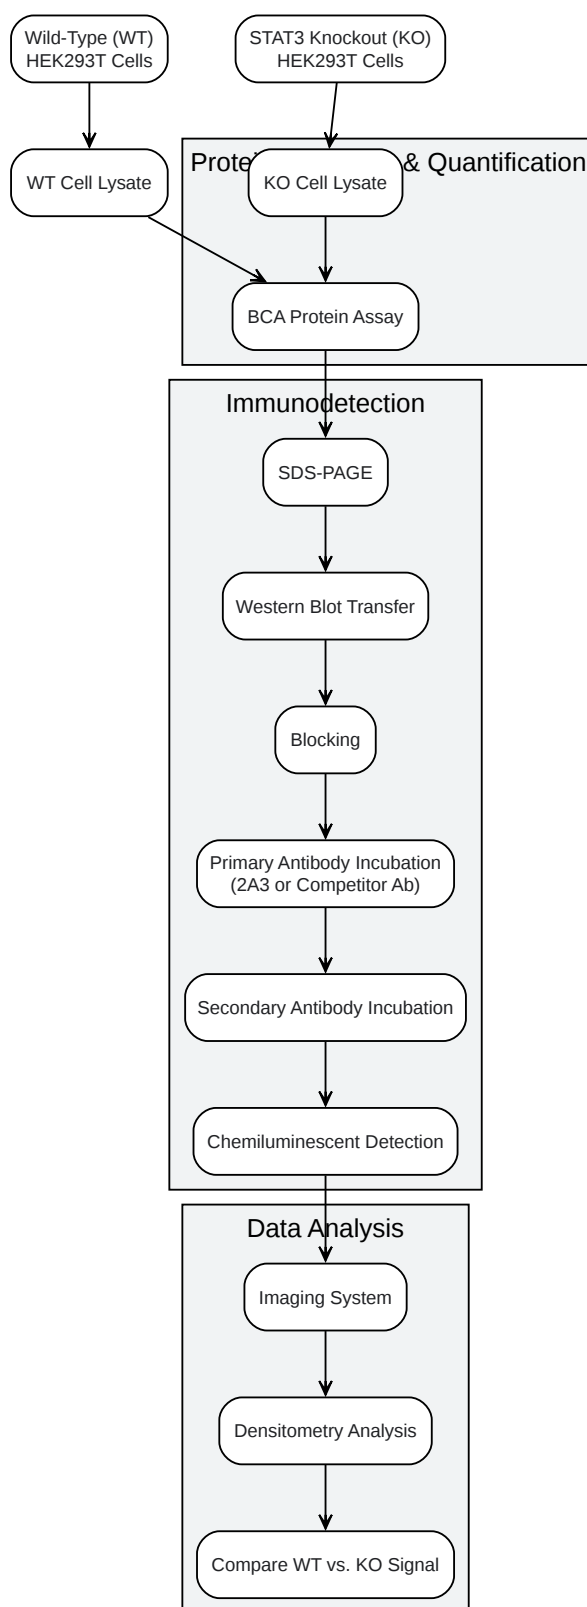 Wild-Type (WT)
HEK293T Cells
STAT3 Knockout (KO)
HEK293T Cells
WT Cell Lysate
& Quantification
KO Cell Lysate
BCA Protein Assay
Immunodetection
SDS-PAGE
Western Blot Transfer
Blocking
Primary Antibody Incubation
(2A3 or Competitor Ab)
Secondary Antibody Incubation
Chemiluminescent Detection
Data Analysis
Imaging System
Densitometry Analysis
Compare WT vs. KO Signal